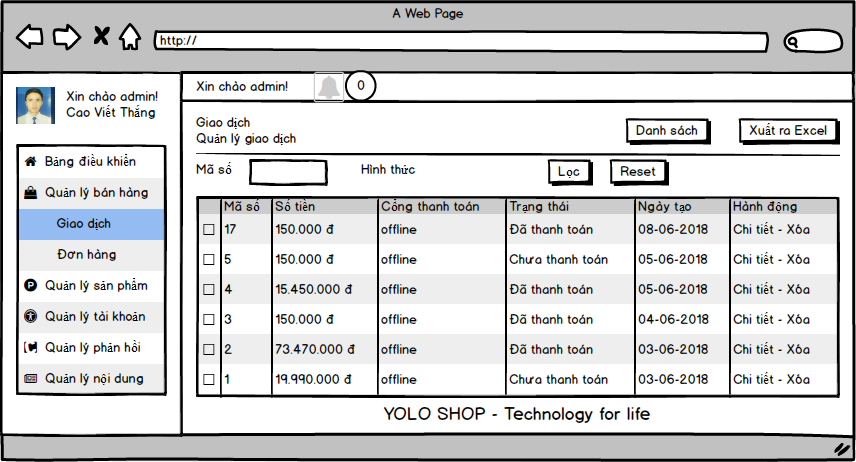 A Web Page
http://
Xin chào admin!
Cao Viết Thắng
Bảng điều khiển
Quản lý bán hàng
Giao dịch
Đơn hàng
Quản lý sản phẩm
Quản lý tài khoản
Quản lý phản hồi
Quản lý nội dung
Xin chào admin! 0
Giao dịch
Quản lý giao dịch
Danh sách Xuất ra Excel
Mã số Hình thức Lọc Reset
Mã số Số tiền Cổng thanh toán Trạng thái Ngày tạo Hành động
17 150.000 đ offline Đã thanh toán 08-06-2018 Chi tiết - Xóa
5 150.000 đ offline Chưa thanh toán 05-06-2018 Chi tiết - Xóa
4 15.450.000 đ offline Đã thanh toán 05-06-2018 Chi tiết - Xóa
3 150.000 đ offline Đã thanh toán 04-06-2018 Chi tiết - Xóa
2 73.470.000 đ offline Đã thanh toán 03-06-2018 Chi tiết - Xóa
1 19.990.000 đ offline Chưa thanh toán 03-06-2018 Chi tiết - Xóa
YOLO SHOP - Technology for life